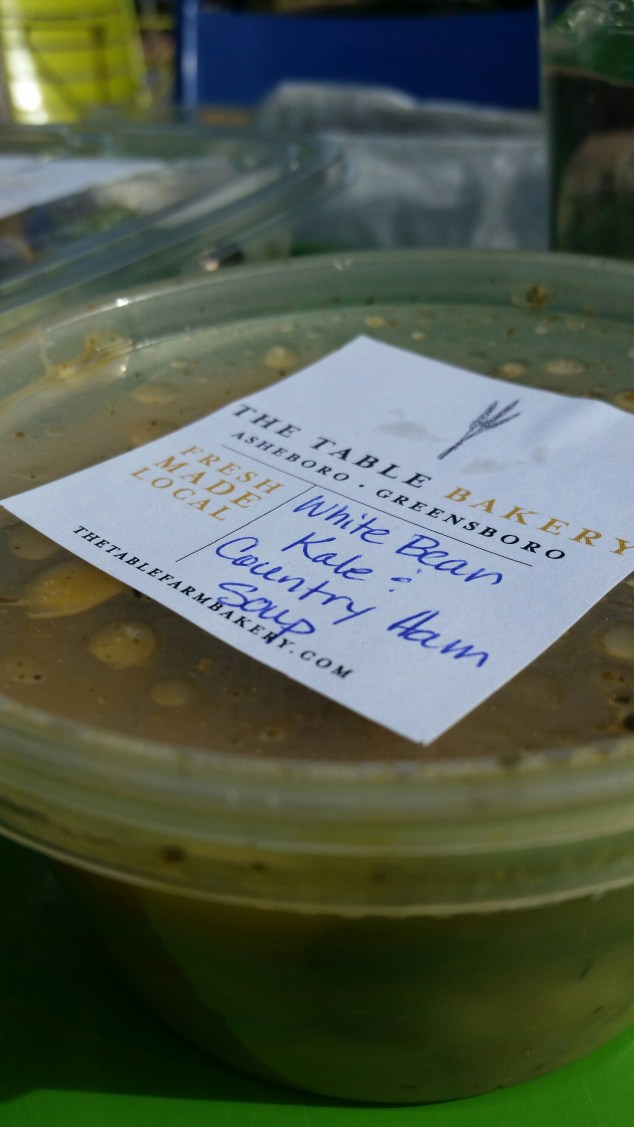 THE TABLE BAKERY
ASHEBORO · GREENSBORO
FRESH
MADE
LOCAL
White Bean
Kale &
Country Ham
Soup
THETABLEFARMBAKERY.COM